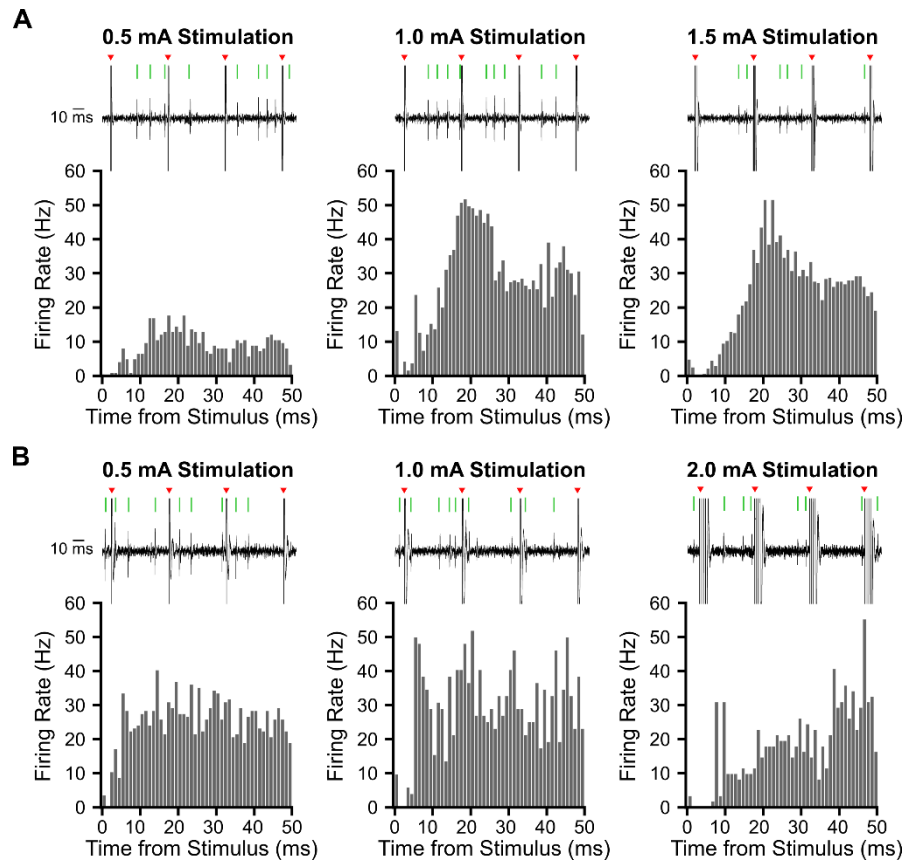 A
0.5 mA Stimulation
1.0 mA Stimulation
1.5 mA Stimulation
10 ms
60
50
40
30
20
10
0
Firing Rate (Hz)
0 10 20 30 40 50
Time from Stimulus (ms)
60
50
40
30
20
10
0
Firing Rate (Hz)
0 10 20 30 40 50
Time from Stimulus (ms)
60
50
40
30
20
10
0
Firing Rate (Hz)
0 10 20 30 40 50
Time from Stimulus (ms)
B
0.5 mA Stimulation
1.0 mA Stimulation
2.0 mA Stimulation
10 ms
60
50
40
30
20
10
0
Firing Rate (Hz)
0 10 20 30 40 50
Time from Stimulus (ms)
60
50
40
30
20
10
0
Firing Rate (Hz)
0 10 20 30 40 50
Time from Stimulus (ms)
60
50
40
30
20
10
0
Firing Rate (Hz)
0 10 20 30 40 50
Time from Stimulus (ms)